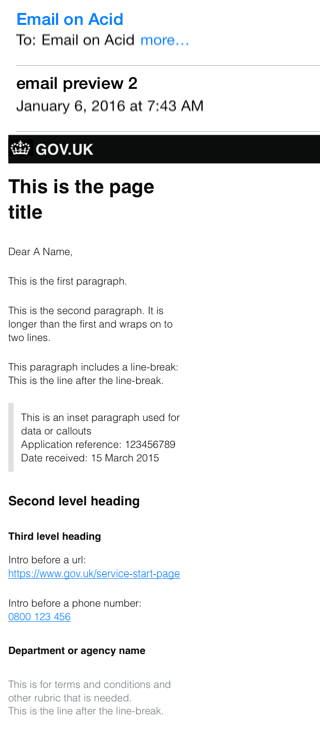 Email on Acid
To: Email on Acid more...
email preview 2
January 6, 2016 at 7:43 AM
GOV.UK
This is the page
title
Dear A Name,
This is the first paragraph.
This is the second paragraph. It is
longer than the first and wraps on to
two lines.
This paragraph includes a line-break:
This is the line after the line-break.
This is an inset paragraph used for
data or callouts
Application reference: 123456789
Date received: 15 March 2015
Second level heading
Third level heading
Intro before a url:
https://www.gov.uk/service-start-page
Intro before a phone number:
0800 123 456
Department or agency name
This is for terms and conditions and
other rubric that is needed.
This is the line after the line-break.